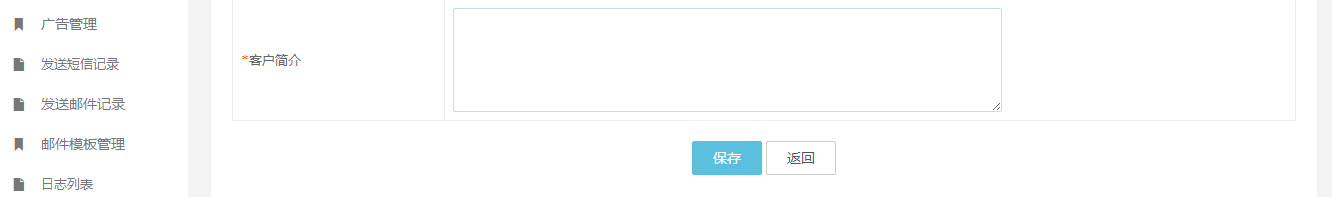 广告管理
发送短信记录
发送邮件记录
邮件模板管理
日志列表
*客户简介
保存
返回